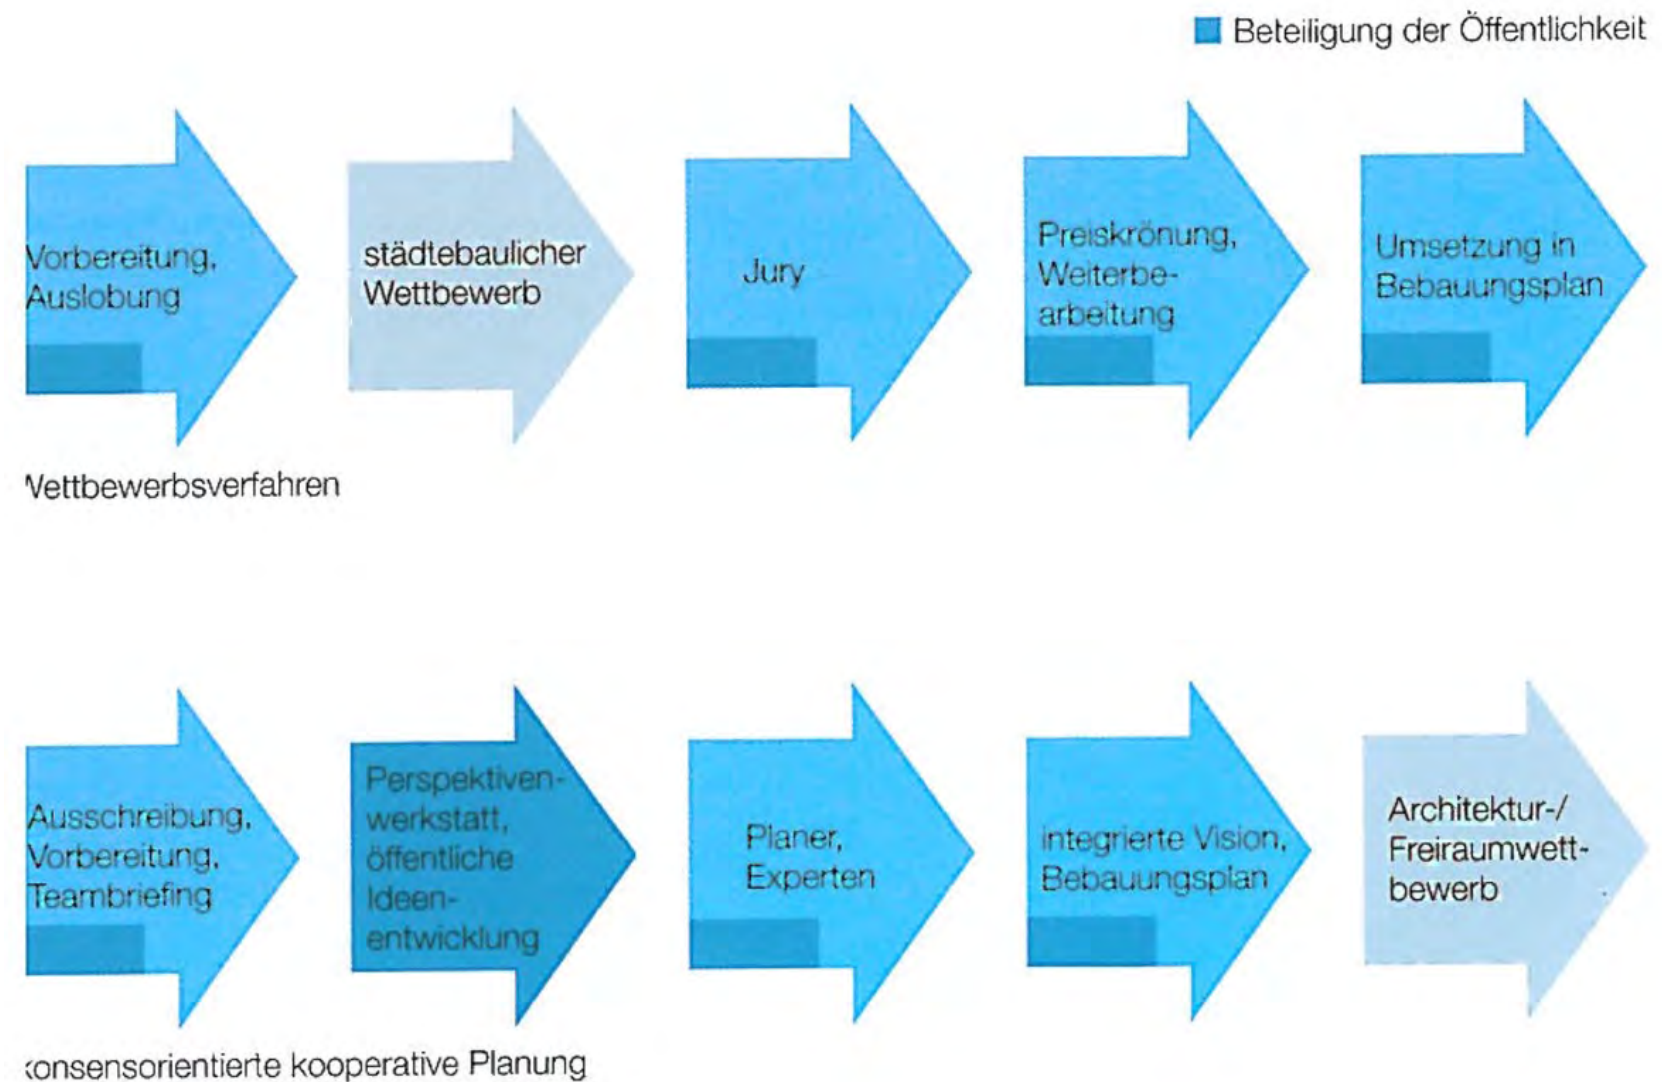 Beteiligung der Öffentlichkeit
Vorbereitung,
Auslobung
städtebaulicher
Wettbewerb
Jury
Preiskrönung,
Weiterbe-
arbeitung
Umsetzung in
Bebauungsplan
Wettbewerbsverfahren
Ausschreibung,
Vorbereitung,
Teambriefing
Perspektiven-
werkstatt,
öffentliche
Ideen-
entwicklung
Planer,
Experten
integrierte Vision,
Bebauungsplan
Architektur-/
Freiraumwett-
bewerb
konsensorientierte kooperative Planung